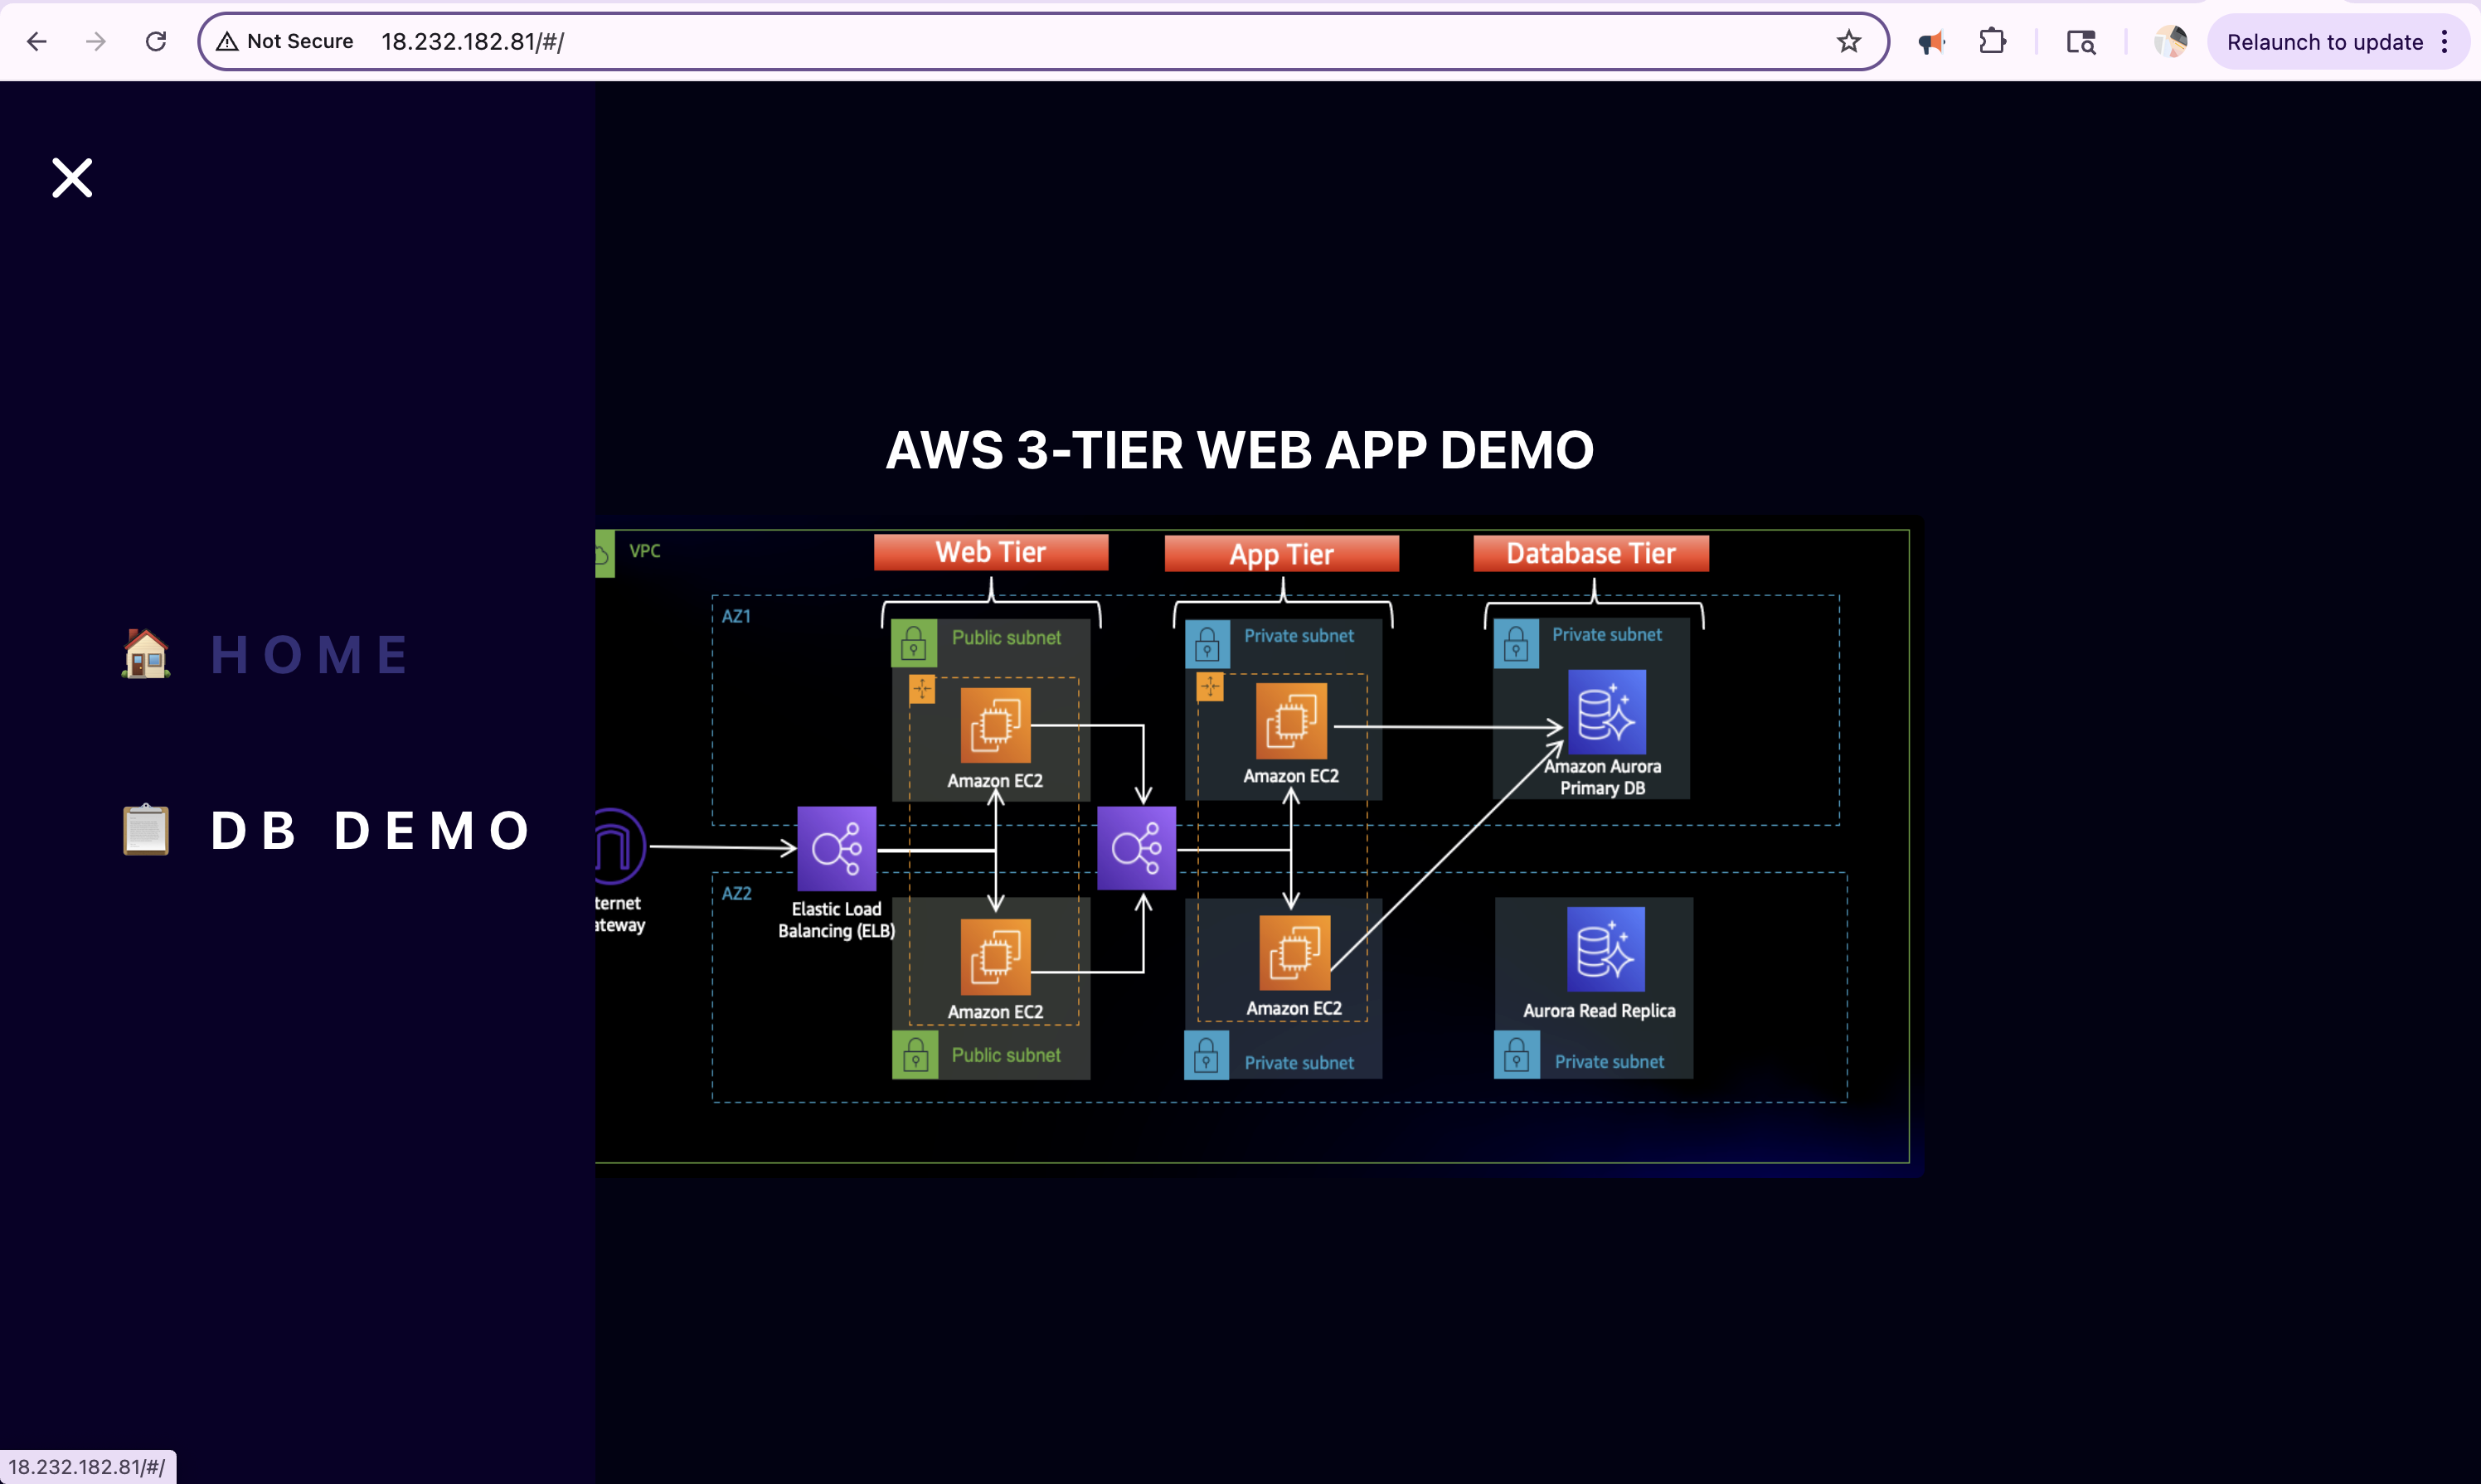 Not Secure 18.232.182.81/#/
Relaunch to update
HOME
DB DEMO
AWS 3-TIER WEB APP DEMO
VPC
Web Tier
App Tier
Database Tier
AZ1
Public subnet
Private subnet
Private subnet
Amazon EC2
Amazon EC2
Amazon Aurora
Primary DB
AZ2
ternet
ateway
Elastic Load
Balancing (ELB)
Amazon EC2
Amazon EC2
Aurora Read Replica
Public subnet
Private subnet
Private subnet
18.232.182.81/#/